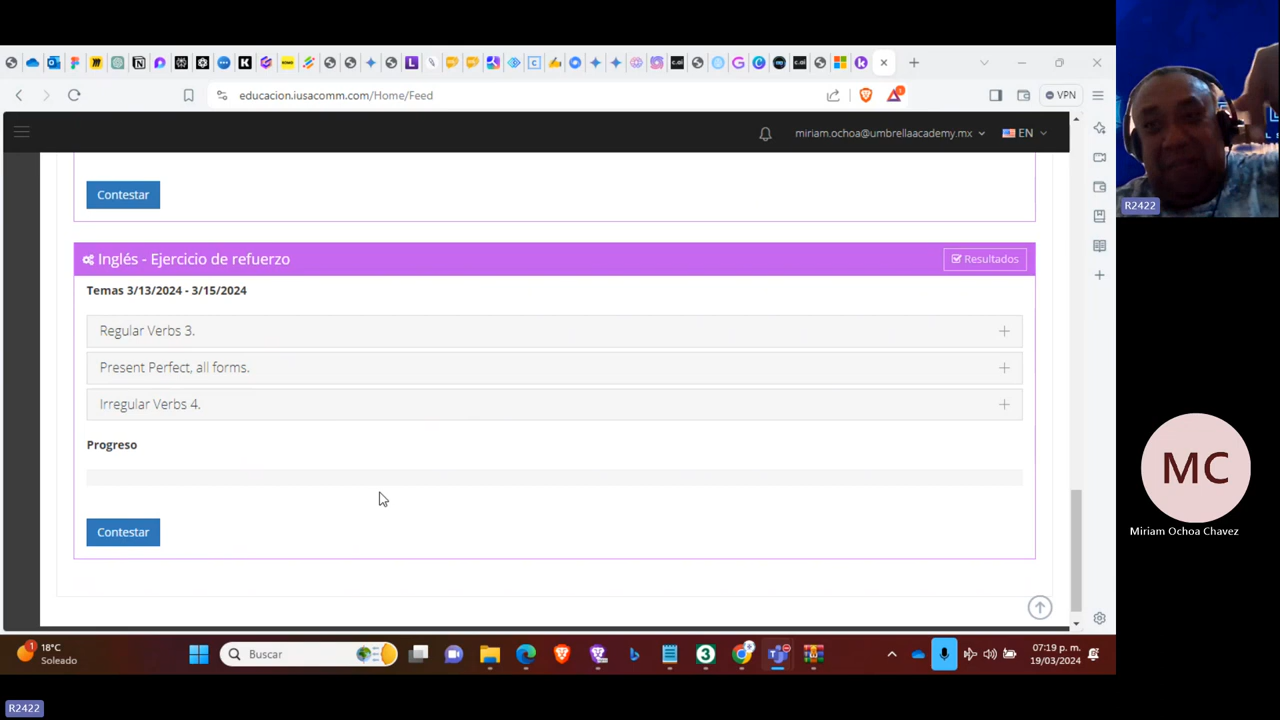 educacion.iusacomm.com/Home/Feed
VPN
miriam.ochoa@umbrellaacademy.mx
EN
Contestar
Inglés - Ejercicio de refuerzo
Resultados
Temas 3/13/2024 - 3/15/2024
Regular Verbs 3.
Present Perfect, all forms.
Irregular Verbs 4.
Progreso
Contestar
R2422
MC
Miriam Ochoa Chavez
1
18°C
Soleado
Buscar
07:19 p. m.
19/03/2024
R2422